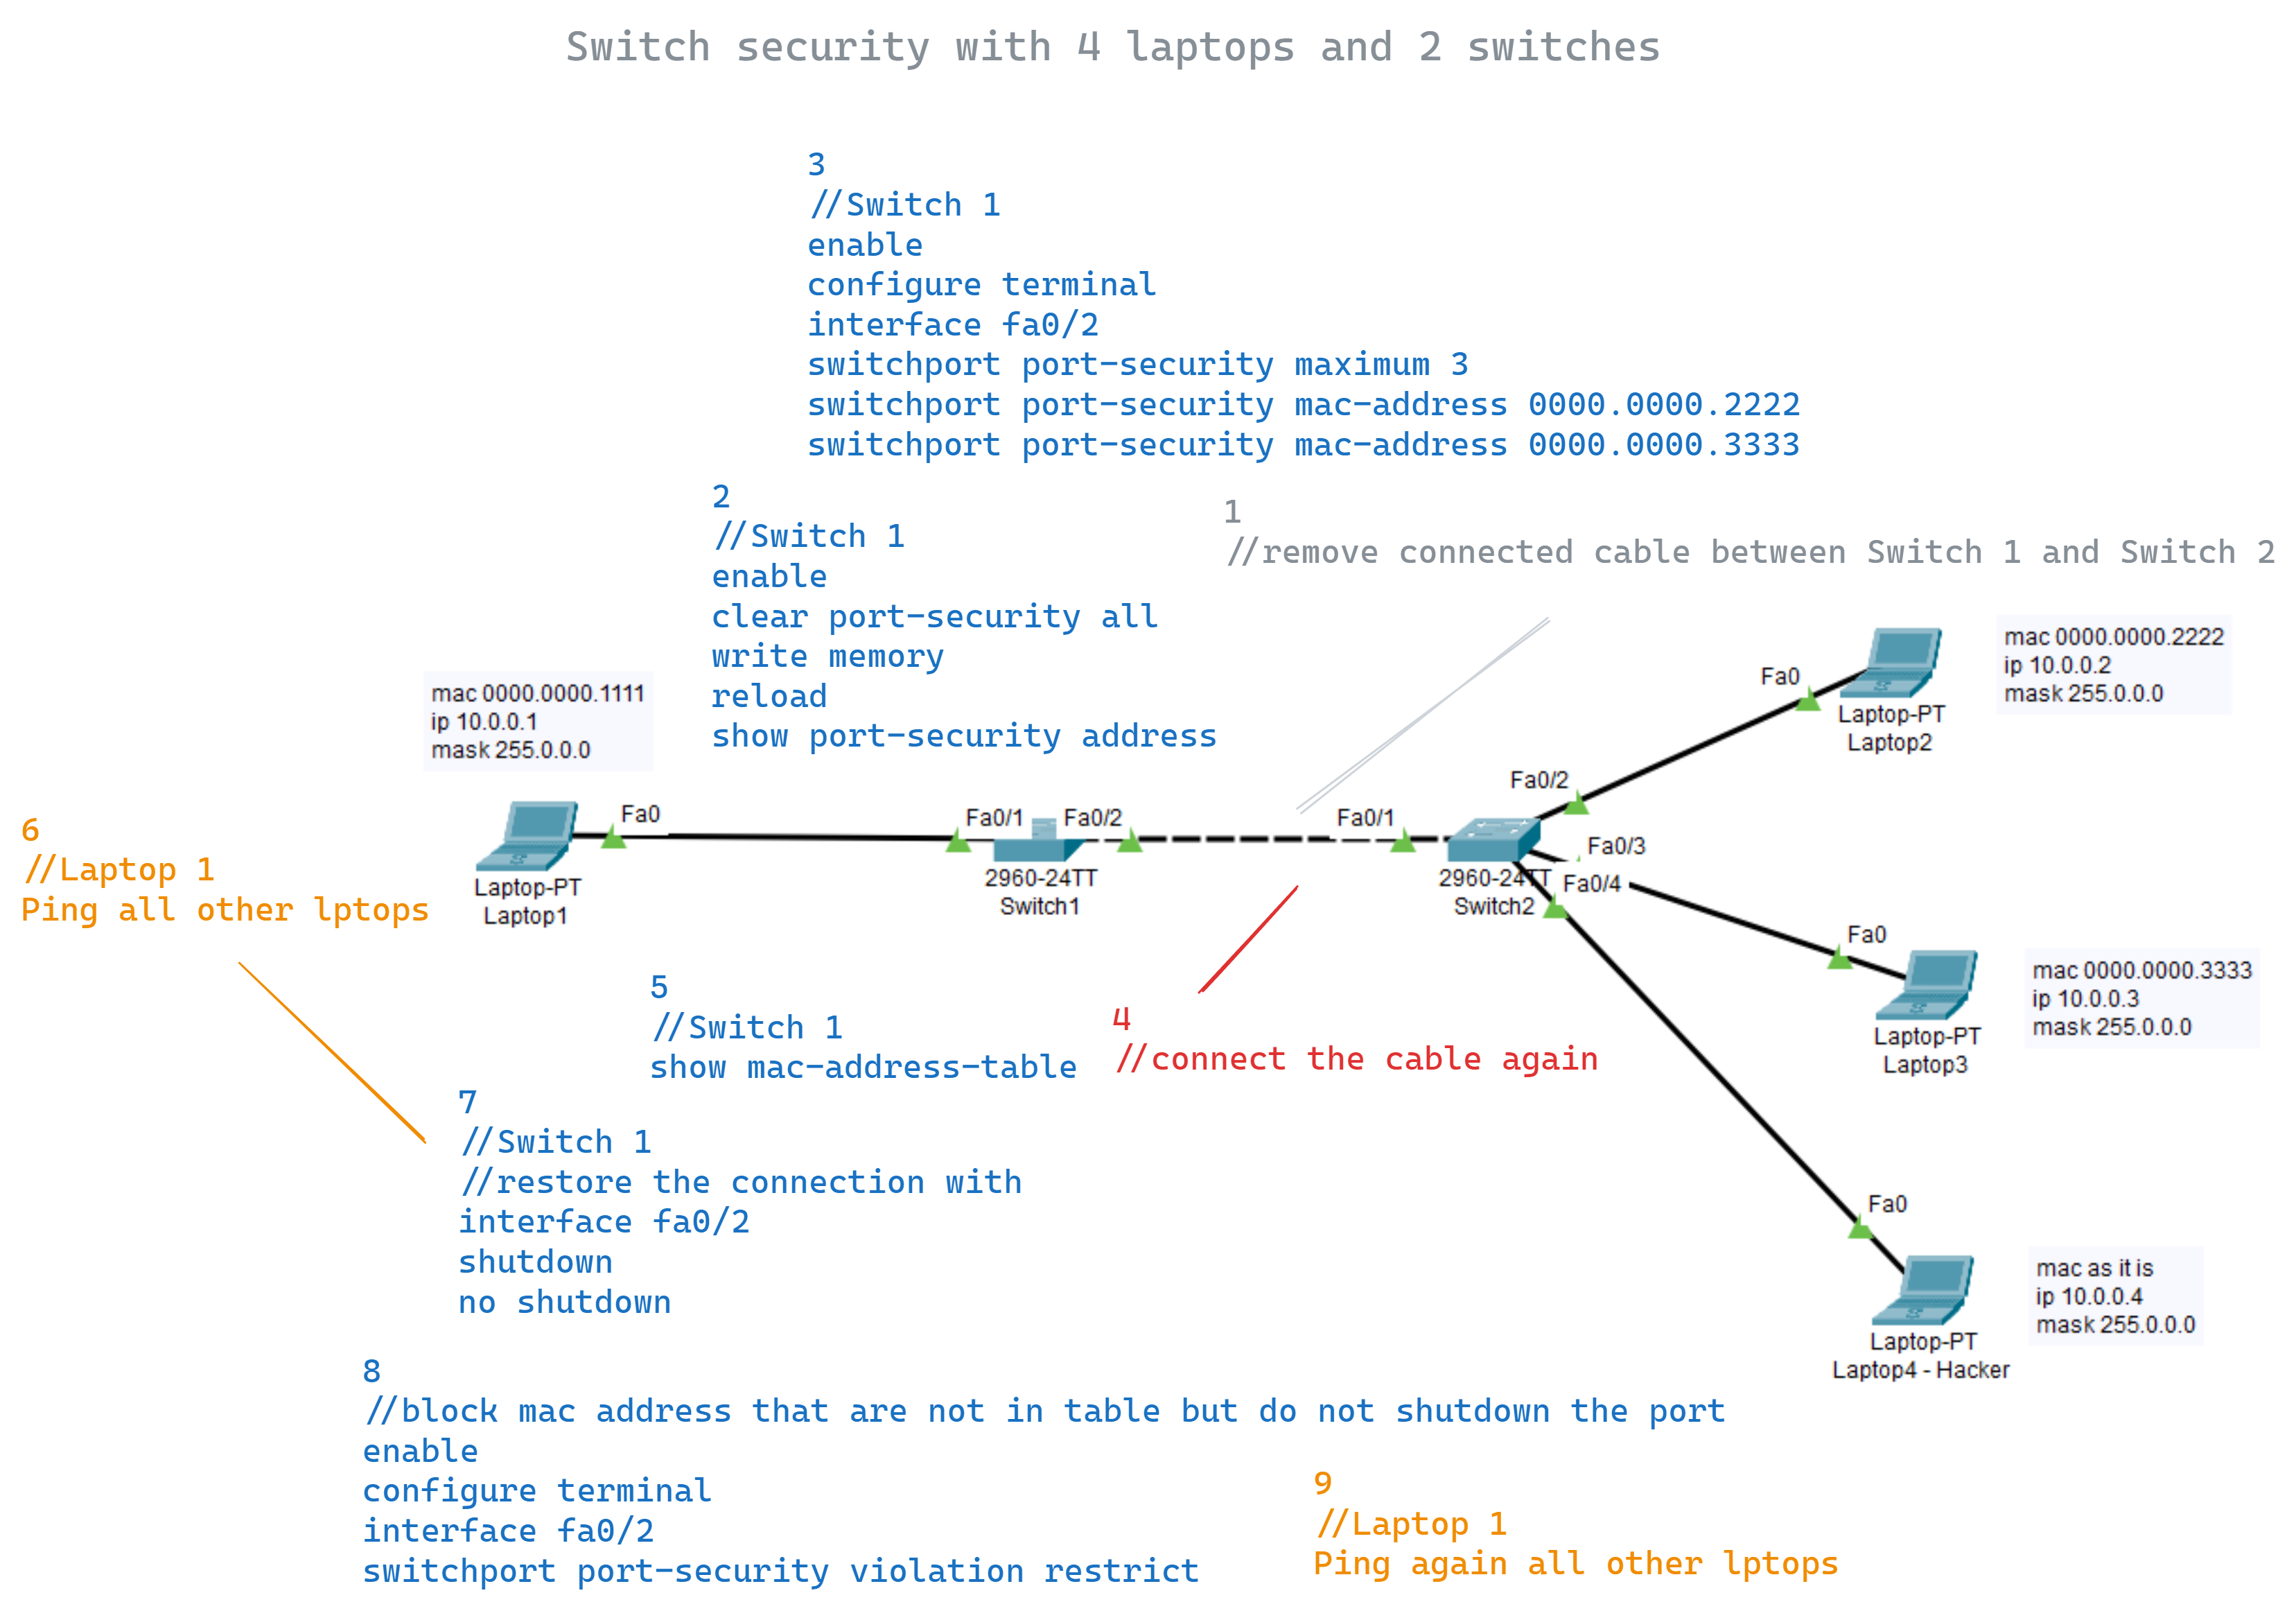 Switch security with 4 laptops and 2 switches
3
//Switch 1
enable
configure terminal
interface fa0/2
switchport port-security maximum 3
switchport port-security mac-address 0000.0000.2222
switchport port-security mac-address 0000.0000.3333
2
//Switch 1
enable
clear port-security all
write memory
reload
show port-security address
1
//remove connected cable between Switch 1 and Switch 2
mac 0000.0000.1111
ip 10.0.0.1
mask 255.0.0.0
mac 0000.0000.2222
ip 10.0.0.2
mask 255.0.0.0
Fa0
Laptop-PT
Laptop2
Fa0/2
Fa0
Fa0/1
Fa0/2
Fa0/1
Fa0/3
Fa0/4
Laptop-PT
Laptop1
2960-24TT
Switch1
2960-24TT
Switch2
6
//Laptop 1
Ping all other lptops
Fa0
Laptop-PT
Laptop3
mac 0000.0000.3333
ip 10.0.0.3
mask 255.0.0.0
5
//Switch 1
show mac-address-table
4
//connect the cable again
7
//Switch 1
//restore the connection with
interface fa0/2
shutdown
no shutdown
Fa0
Laptop-PT
Laptop4 - Hacker
mac as it is
ip 10.0.0.4
mask 255.0.0.0
8
//block mac address that are not in table but do not shutdown the port
enable
configure terminal
interface fa0/2
switchport port-security violation restrict
9
//Laptop 1
Ping again all other lptops